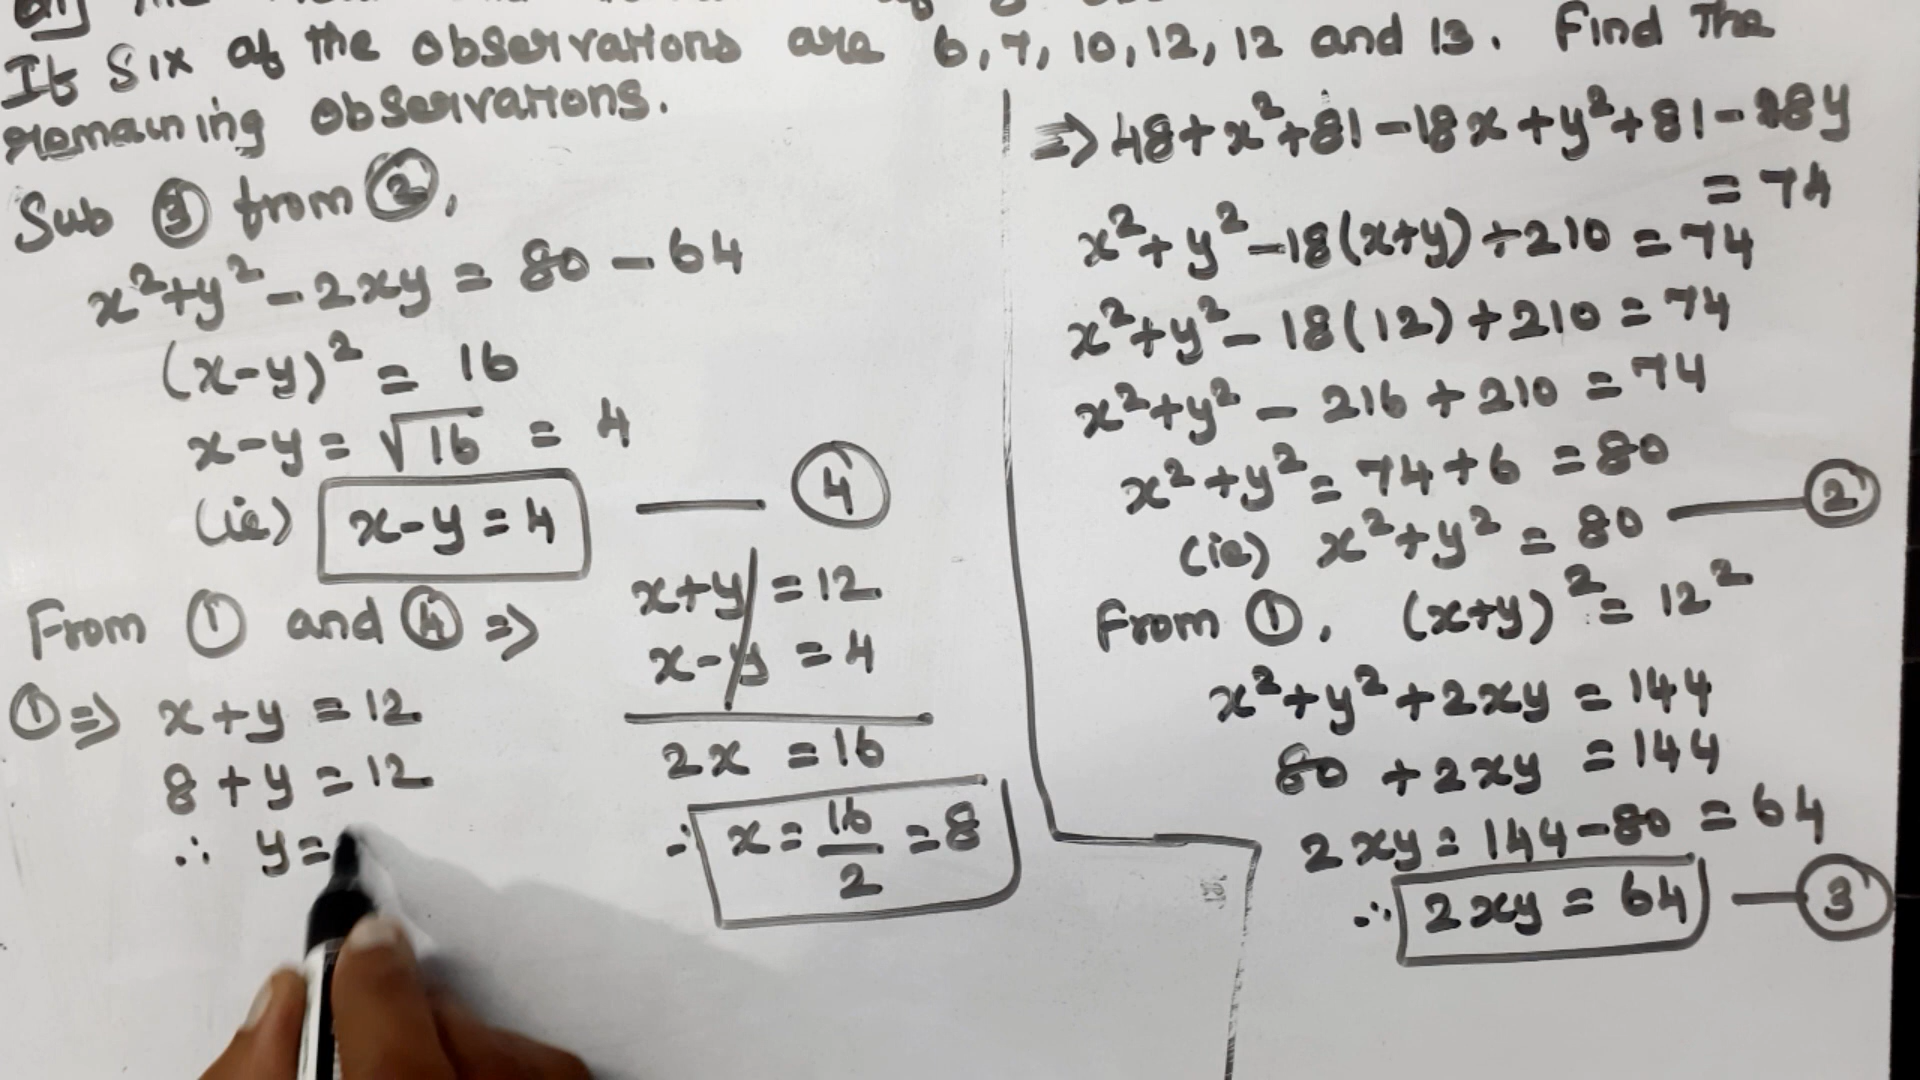 If Six of the observations are 6, 7, 10, 12, 12 and 13. Find The
remaining observations.
Sub ③ from ②,
x²+y²-2xy = 80 - 64
(x-y)² = 16
x-y = √16 = 4
(ie) x-y = 4 — ④
From ① and ④ ⇒
x+y = 12
x-y = 4
2x = 16
∴ x = 16/2 = 8
① ⇒ x+y = 12
8+y = 12
∴ y =
⇒ 48+x²+81-18x+y²+81-18y
= 74
x²+y²-18(x+y)+210 = 74
x²+y²-18(12)+210 = 74
x²+y²-216+210 = 74
x²+y² = 74+6 = 80
(ie) x²+y² = 80 — ②
From ①, (x+y)² = 12²
x²+y²+2xy = 144
80+2xy = 144
2xy = 144-80 = 64
∴ 2xy = 64 — ③